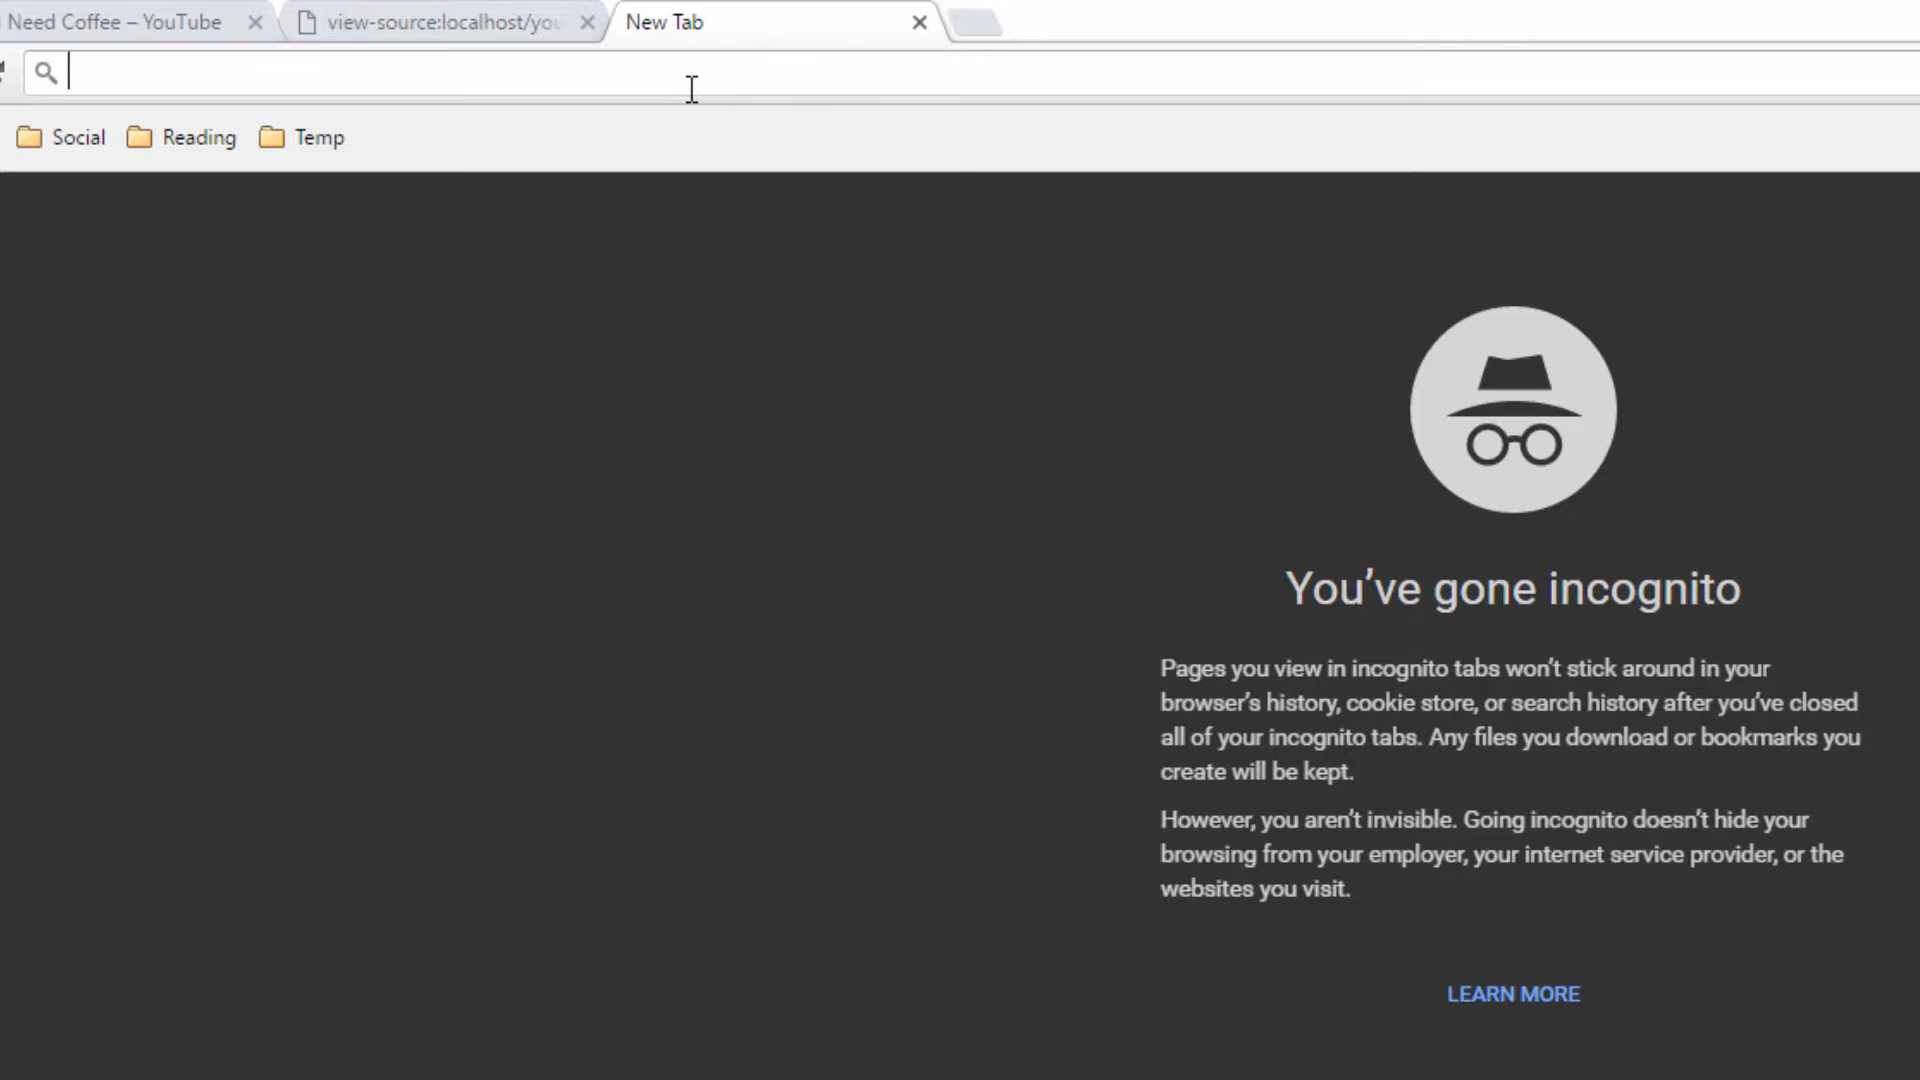 Need Coffee – YouTube
view-source:localhost/you
New Tab
Social
Reading
Temp
You’ve gone incognito
Pages you view in incognito tabs won’t stick around in your
browser’s history, cookie store, or search history after you’ve closed
all of your incognito tabs. Any files you download or bookmarks you
create will be kept.
However, you aren’t invisible. Going incognito doesn’t hide your
browsing from your employer, your internet service provider, or the
websites you visit.
LEARN MORE